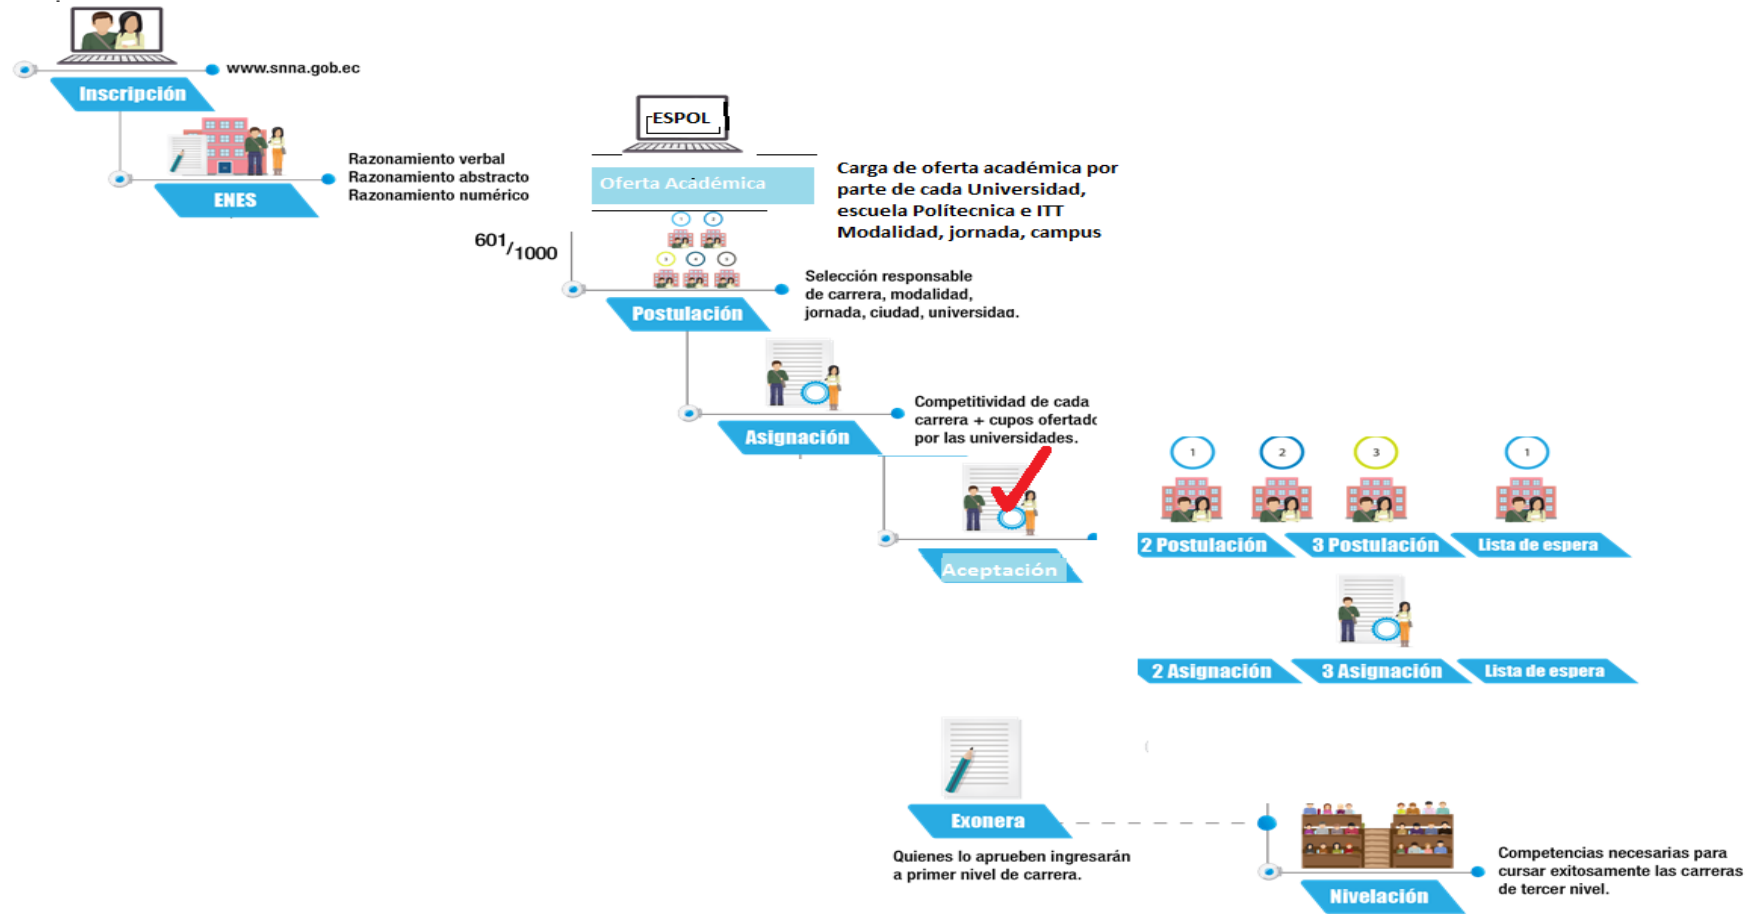 www.snna.gob.ec
Inscripción
Razonamiento verbal
Razonamiento abstracto
Razonamiento numérico
ENES
ESPOL
Oferta Académica
Carga de oferta académica por
parte de cada Universidad,
escuela Polítecnica e ITT
Modalidad, jornada, campus
601/1000
1 2
Selección responsable
de carrera, modalidad,
jornada, ciudad, universidad.
Postulación
Competitividad de cada
carrera + cupos ofertado
por las universidades.
Asignación
Aceptación
1 2 3 1
2 Postulación 3 Postulación Lista de espera
2 Asignación 3 Asignación Lista de espera
Exonera
Quienes lo aprueben ingresarán
a primer nivel de carrera.
Competencias necesarias para
cursar exitosamente las carreras
de tercer nivel.
Nivelación